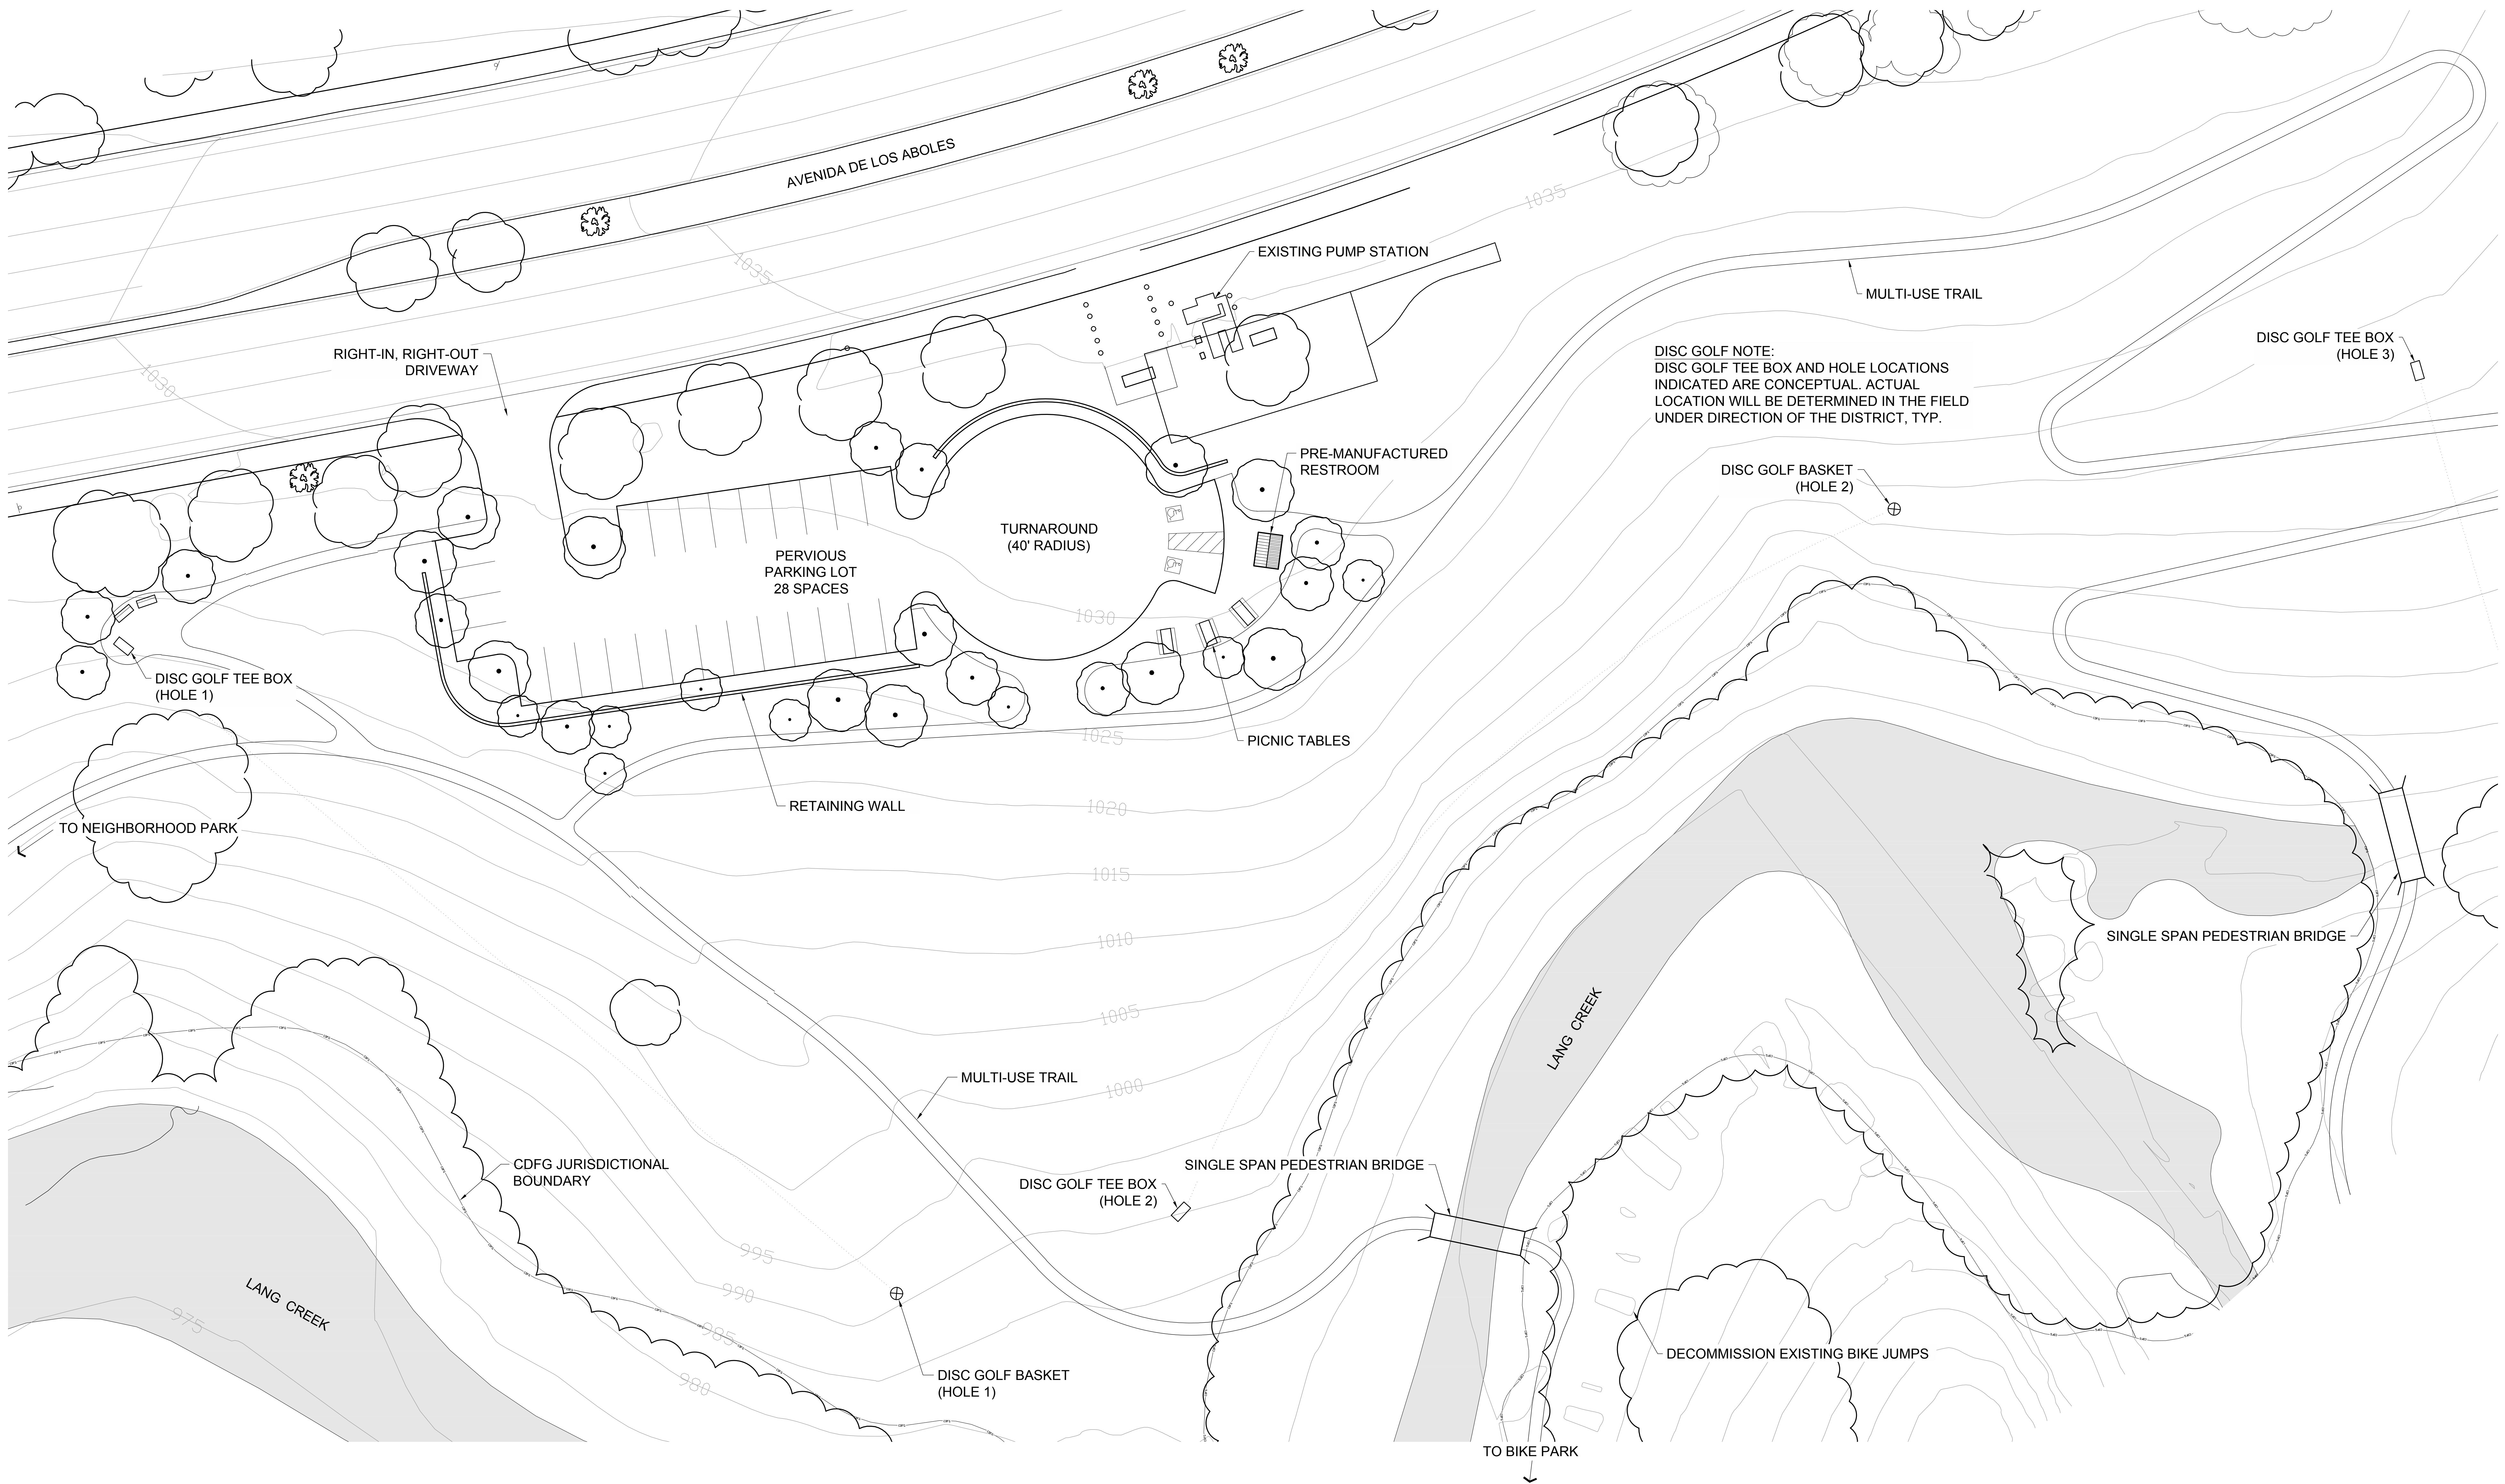 AVENIDA DE LOS ABOLES
1035
1035
EXISTING PUMP STATION
MULTI-USE TRAIL
RIGHT-IN, RIGHT-OUT
DRIVEWAY
1030
DISC GOLF NOTE:
DISC GOLF TEE BOX AND HOLE LOCATIONS
INDICATED ARE CONCEPTUAL. ACTUAL
LOCATION WILL BE DETERMINED IN THE FIELD
UNDER DIRECTION OF THE DISTRICT, TYP.
DISC GOLF TEE BOX
(HOLE 3)
PRE-MANUFACTURED
RESTROOM
DISC GOLF BASKET
(HOLE 2)
TURNAROUND
(40' RADIUS)
PERVIOUS
PARKING LOT
28 SPACES
1030
DISC GOLF TEE BOX
(HOLE 1)
1025
PICNIC TABLES
RETAINING WALL
1020
TO NEIGHBORHOOD PARK
1015
1010
SINGLE SPAN PEDESTRIAN BRIDGE
1005
LANG CREEK
MULTI-USE TRAIL
1000
CDFG JURISDICTIONAL
BOUNDARY
SINGLE SPAN PEDESTRIAN BRIDGE
DISC GOLF TEE BOX
(HOLE 2)
995
990
LANG CREEK
975
985
980
DISC GOLF BASKET
(HOLE 1)
DECOMMISSION EXISTING BIKE JUMPS
TO BIKE PARK